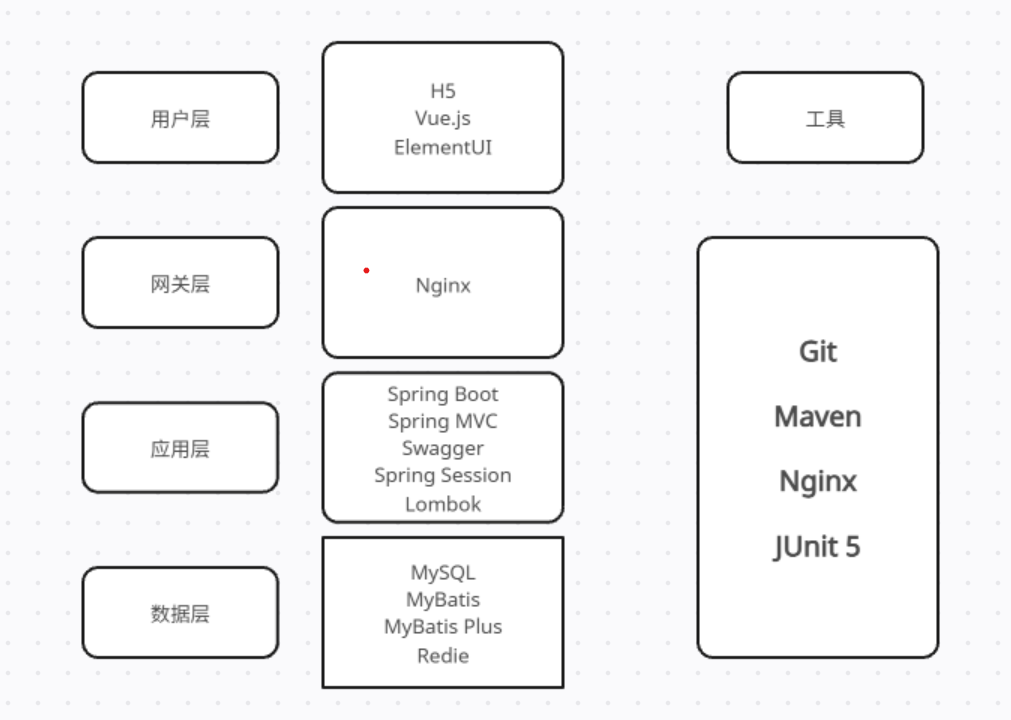 用户层
H5
Vue.js
ElementUI
工具
网关层
Nginx
应用层
Spring Boot
Spring MVC
Swagger
Spring Session
Lombok
数据层
MySQL
MyBatis
MyBatis Plus
Redie
Git
Maven
Nginx
JUnit 5